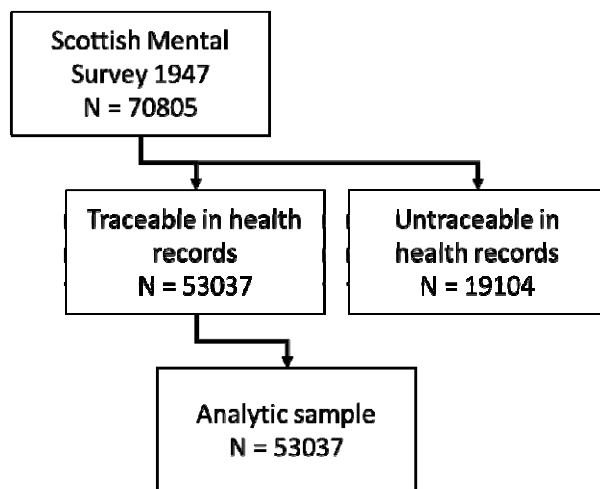 Scottish Mental
Survey 1947
N = 70805
Traceable in health
records
N = 53037
Untraceable in
health records
N = 19104
Analytic sample
N = 53037